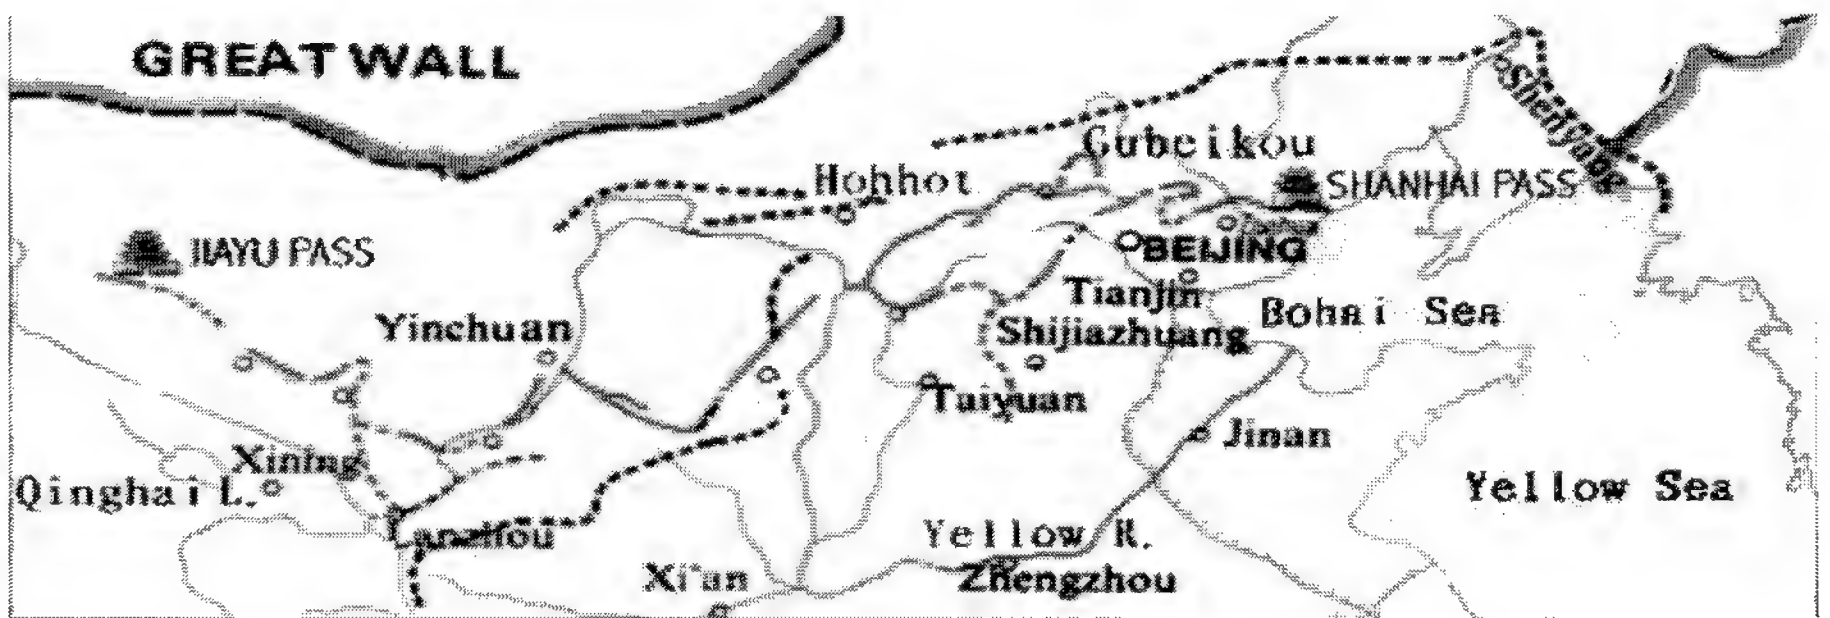 GREAT WALL
Shenyang
Gubeikou
Hohhot
SHANHAI PASS
JIAYU PASS
BEIJING
Tianjin
Bohai Sea
Yinchuan
Shijiazhuang
Taiyuan
Jinan
Xining
Qinghai L.
Yellow Sea
Lanzhou
Yellow R.
Xi'an
Zhengzhou